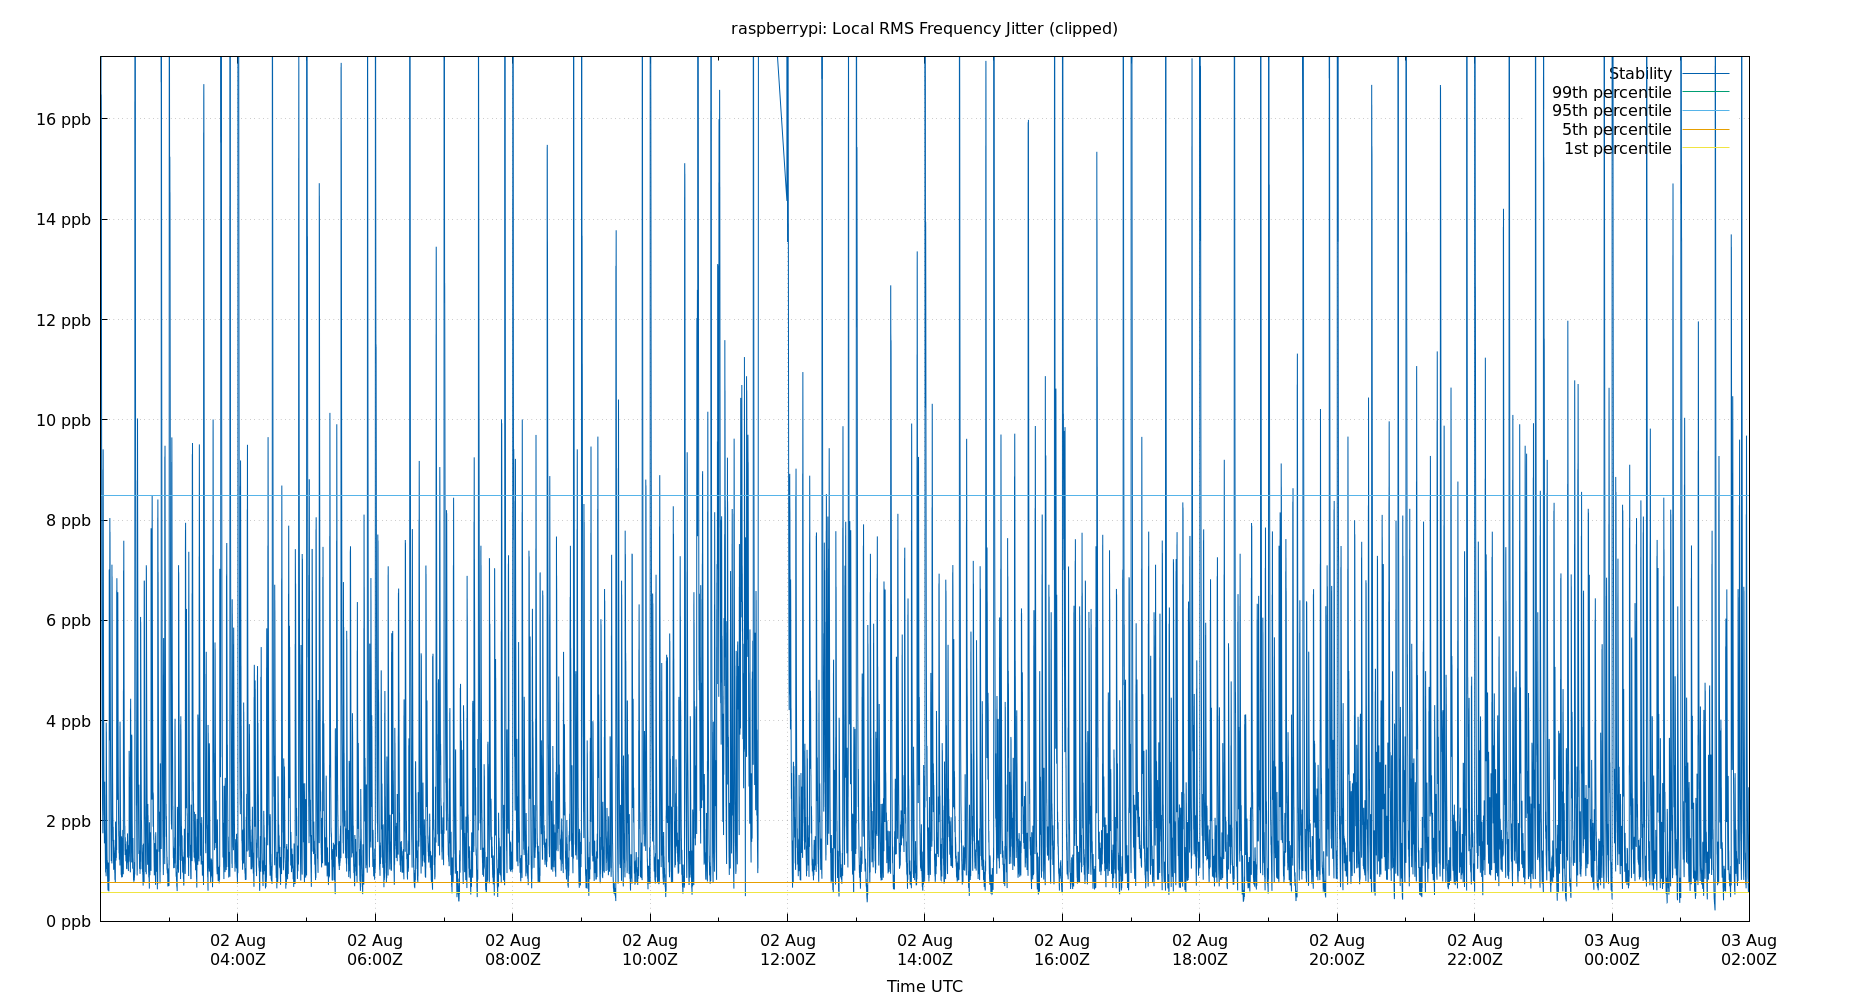 raspberrypi: Local RMS Frequency Jitter (clipped)
Stability
99th percentile
95th percentile
5th percentile
1st percentile
16 ppb
14 ppb
12 ppb
10 ppb
8 ppb
6 ppb
4 ppb
2 ppb
0 ppb
02 Aug 02 Aug 02 Aug 02 Aug 02 Aug 02 Aug 02 Aug 02 Aug 02 Aug 02 Aug 03 Aug 03 Aug
04:00Z 06:00Z 08:00Z 10:00Z 12:00Z 14:00Z 16:00Z 18:00Z 20:00Z 22:00Z 00:00Z 02:00Z
Time UTC